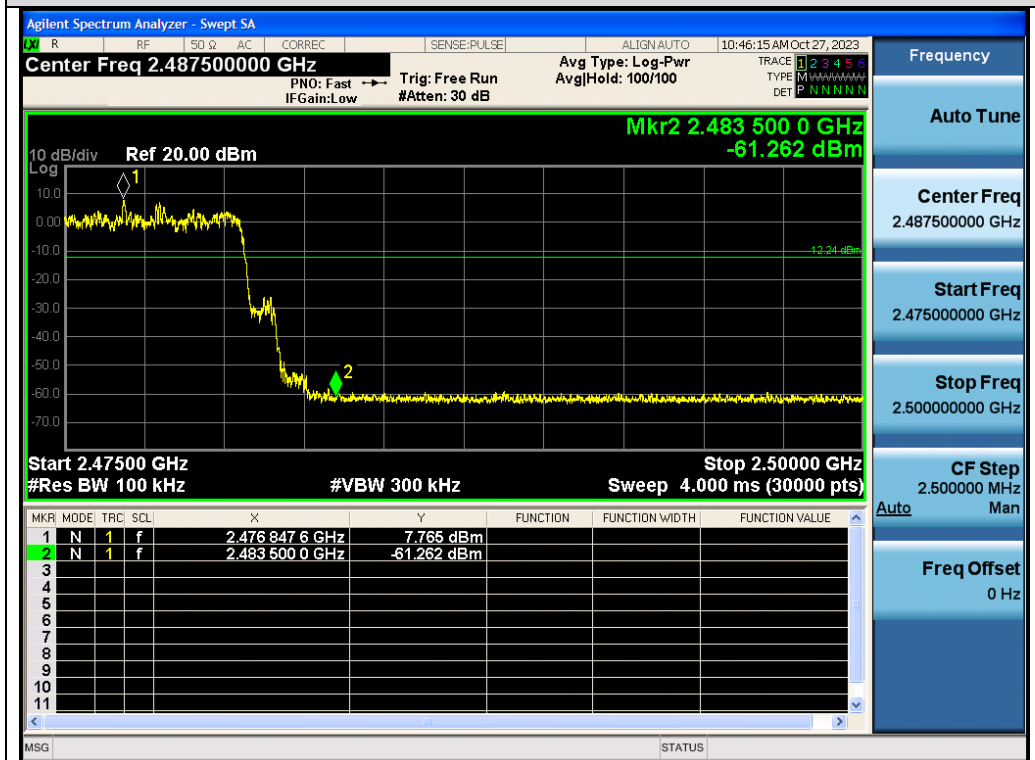 Agilent Spectrum Analyzer - Swept SA
LXI R RF 50 Ω AC CORREC SENSE:PULSE ALIGN AUTO 10:46:15 AM Oct 27, 2023
Center Freq 2.487500000 GHz
PNO: Fast
IFGain:Low
Trig: Free Run
#Atten: 30 dB
Avg Type: Log-Pwr
Avg|Hold: 100/100
TRACE 1 2 3 4 5 6
TYPE M WWWWW
DET P N N N N N
Mkr2 2.483 500 0 GHz
-61.262 dBm
10 dB/div Ref 20.00 dBm
Log
1
10.0
0.00
-10.0
-12.24 dBm
-20.0
-30.0
-40.0
-50.0
2
-60.0
-70.0
Start 2.47500 GHz Stop 2.50000 GHz
#Res BW 100 kHz #VBW 300 kHz Sweep 4.000 ms (30000 pts)
MKR MODE TRC SCL X Y FUNCTION FUNCTION WIDTH FUNCTION VALUE
1 N 1 f 2.476 847 6 GHz 7.765 dBm
2 N 1 f 2.483 500 0 GHz -61.262 dBm
3
4
5
6
7
8
9
10
11
MSG STATUS
Frequency
Auto Tune
Center Freq
2.487500000 GHz
Start Freq
2.475000000 GHz
Stop Freq
2.500000000 GHz
CF Step
2.500000 MHz
Auto Man
Freq Offset
0 Hz